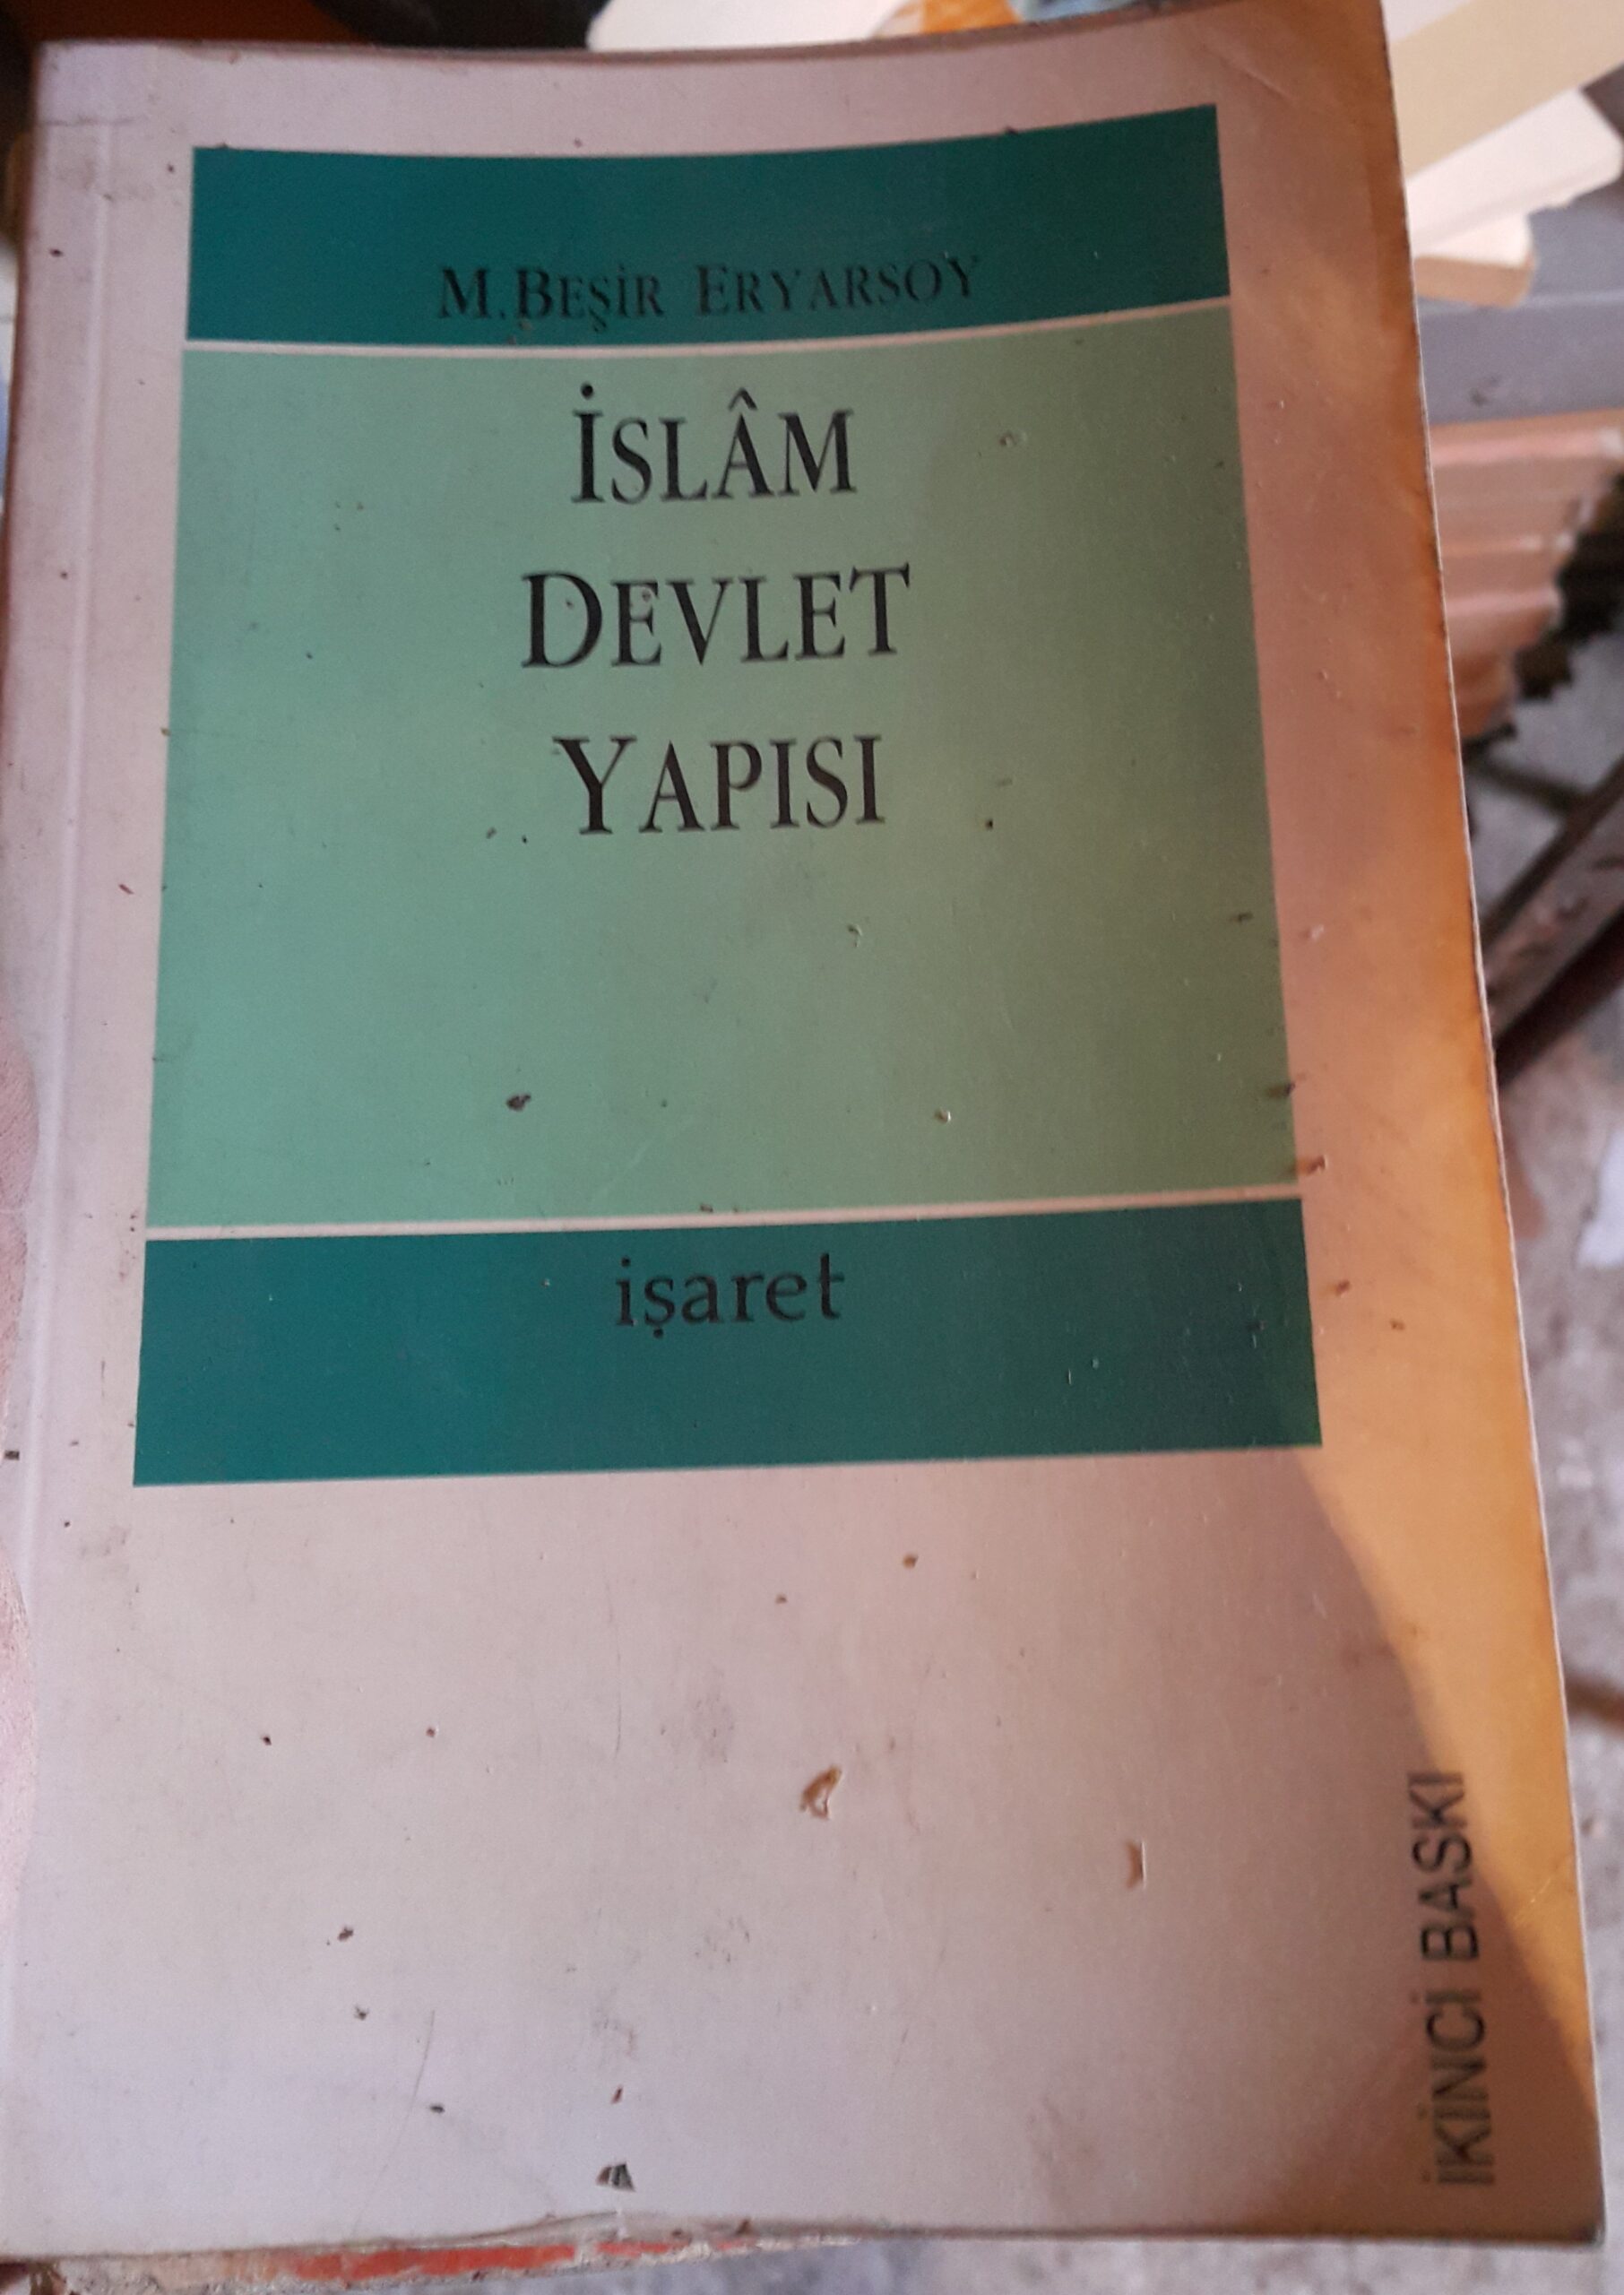 M. BEŞİR ERYARSOY
İSLÂM
DEVLET
YAPISI
işaret
İKİNCİ BASKI